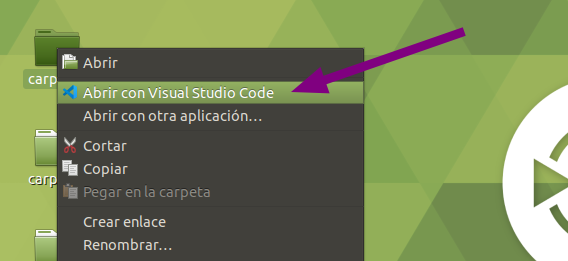 Abrir
carp
Abrir con Visual Studio Code
Abrir con otra aplicación...
Cortar
Copiar
carp
Pegar en la carpeta
Crear enlace
Renombrar...